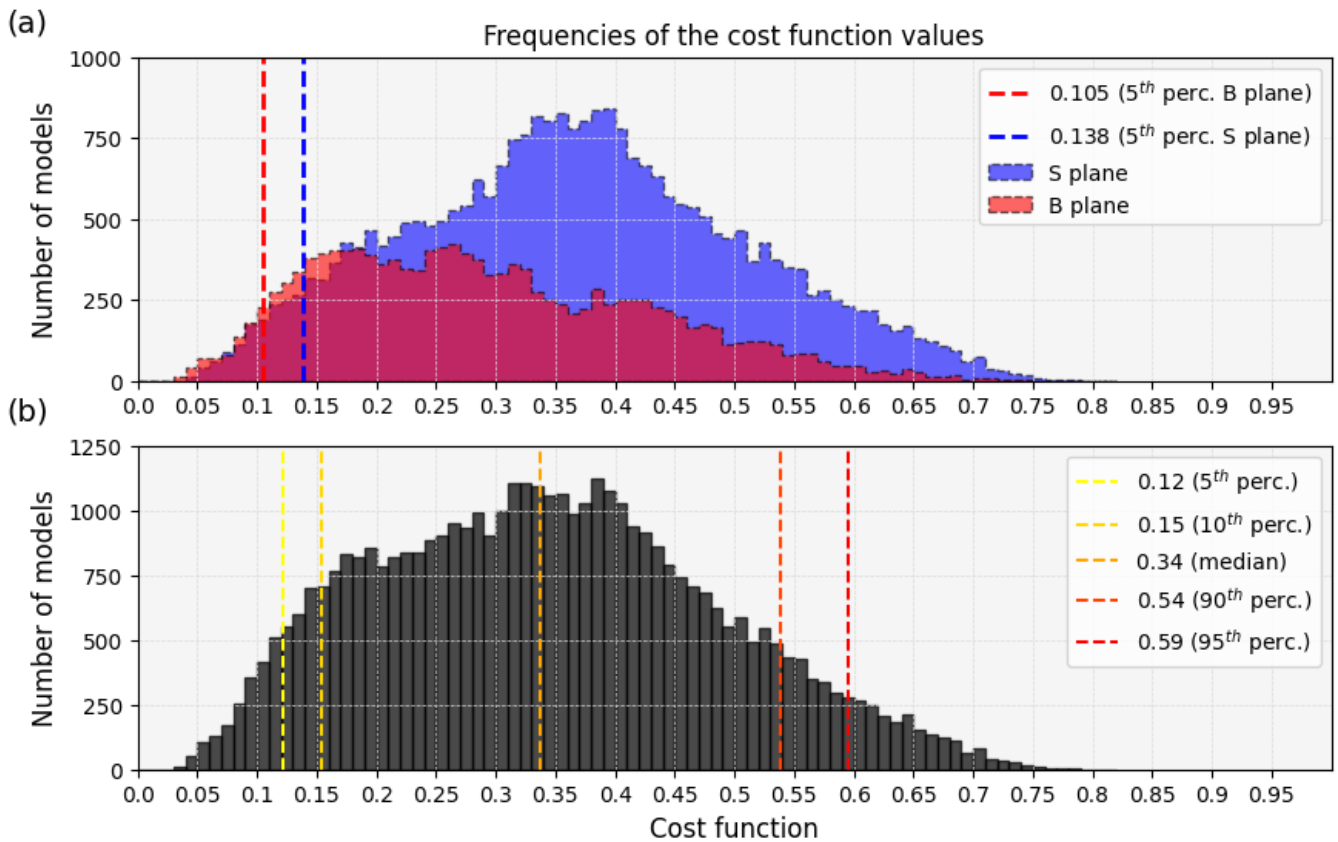 (a)
Frequencies of the cost function values
Number of models
1000
750
500
250
0
0.105 (5th perc. B plane)
0.138 (5th perc. S plane)
S plane
B plane
0.0 0.05 0.1 0.15 0.2 0.25 0.3 0.35 0.4 0.45 0.5 0.55 0.6 0.65 0.7 0.75 0.8 0.85 0.9 0.95
(b)
Number of models
1250
1000
750
500
250
0
0.12 (5th perc.)
0.15 (10th perc.)
0.34 (median)
0.54 (90th perc.)
0.59 (95th perc.)
0.0 0.05 0.1 0.15 0.2 0.25 0.3 0.35 0.4 0.45 0.5 0.55 0.6 0.65 0.7 0.75 0.8 0.85 0.9 0.95
Cost function